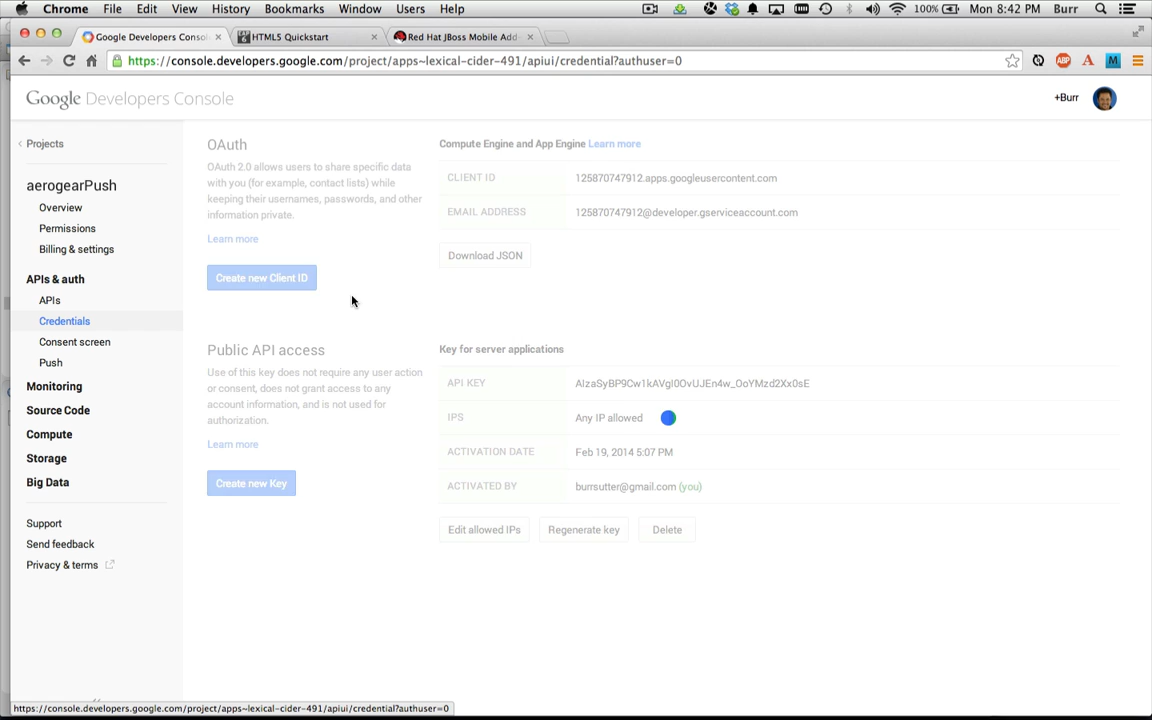 Chrome File Edit View History Bookmarks Window Users Help 100% Mon 8:42 PM Burr
Google Developers Conso
HTML5 Quickstart
Red Hat JBoss Mobile Add
https://console.developers.google.com/project/apps~lexical-cider-491/apiui/credential?authuser=0
ABP A M
Google Developers Console
+Burr
Projects
aerogearPush
Overview
Permissions
Billing & settings
APIs & auth
APIs
Credentials
Consent screen
Push
Monitoring
Source Code
Compute
Storage
Big Data
Support
Send feedback
Privacy & terms
OAuth
OAuth 2.0 allows users to share specific data
with you (for example, contact lists) while
keeping their usernames, passwords, and other
information private.
Learn more
Create new Client ID
Compute Engine and App Engine Learn more
CLIENT ID 125870747912.apps.googleusercontent.com
EMAIL ADDRESS 125870747912@developer.gserviceaccount.com
Download JSON
Public API access
Use of this key does not require any user action
or consent, does not grant access to any
account information, and is not used for
authorization.
Learn more
Create new Key
Key for server applications
API KEY AIzaSyBP9Cw1kAVgI0OvUJEn4w_OoYMzd2Xx0sE
IPS Any IP allowed
ACTIVATION DATE Feb 19, 2014 5:07 PM
ACTIVATED BY burrsutter@gmail.com (you)
Edit allowed IPs Regenerate key Delete
https://console.developers.google.com/project/apps~lexical-cider-491/apiui/credential?authuser=0